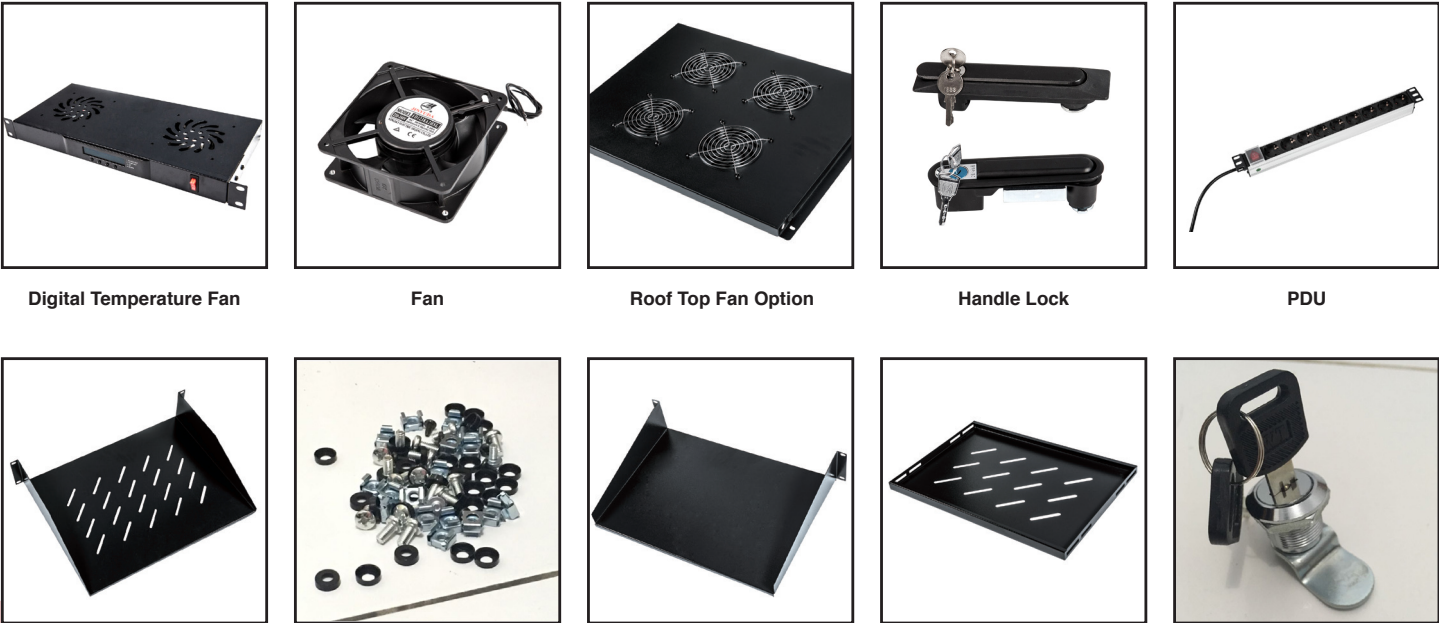 Digital Temperature Fan
Fan
Roof Top Fan Option
Handle Lock
PDU